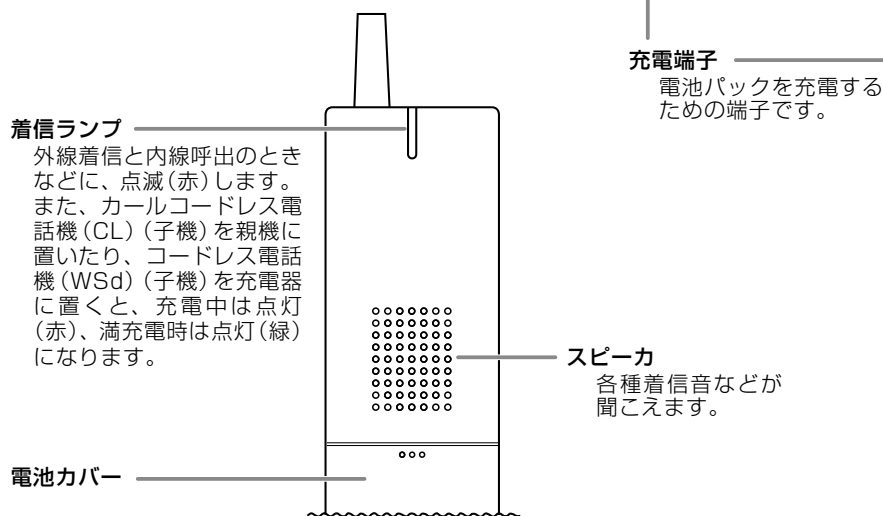 充電端子
電池パックを充電する
ための端子です。
着信ランプ
外線着信と内線呼出のとき
などに、点滅（赤）します。
また、カールコードレス電
話機（CL）（子機）を親機に
置いたり、コードレス電話
機（WSd）（子機）を充電器
に置くと、充電中は点灯
（赤）、満充電時は点灯（緑）
になります。
スピーカ
各種着信音などが
聞こえます。
電池カバー